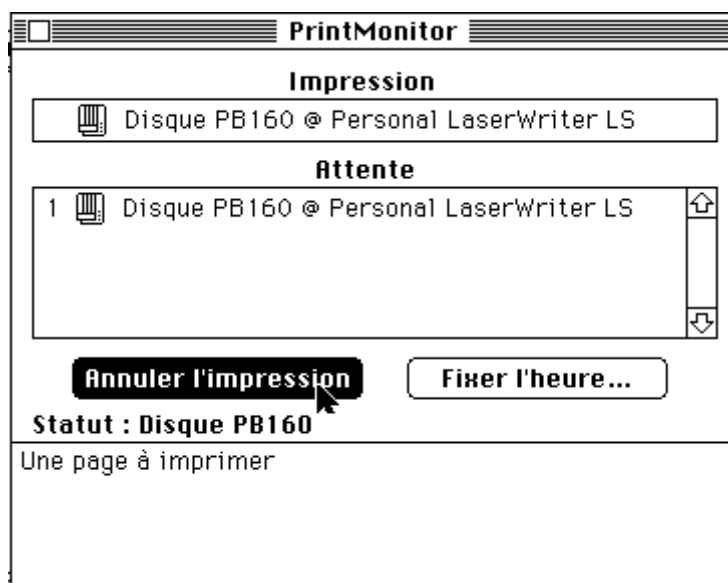 PrintMonitor
Impression
Disque PB160 @ Personal LaserWriter LS
Attente
1 Disque PB160 @ Personal LaserWriter LS
Annuler l'impression Fixer l'heure...
Statut : Disque PB160
Une page à imprimer